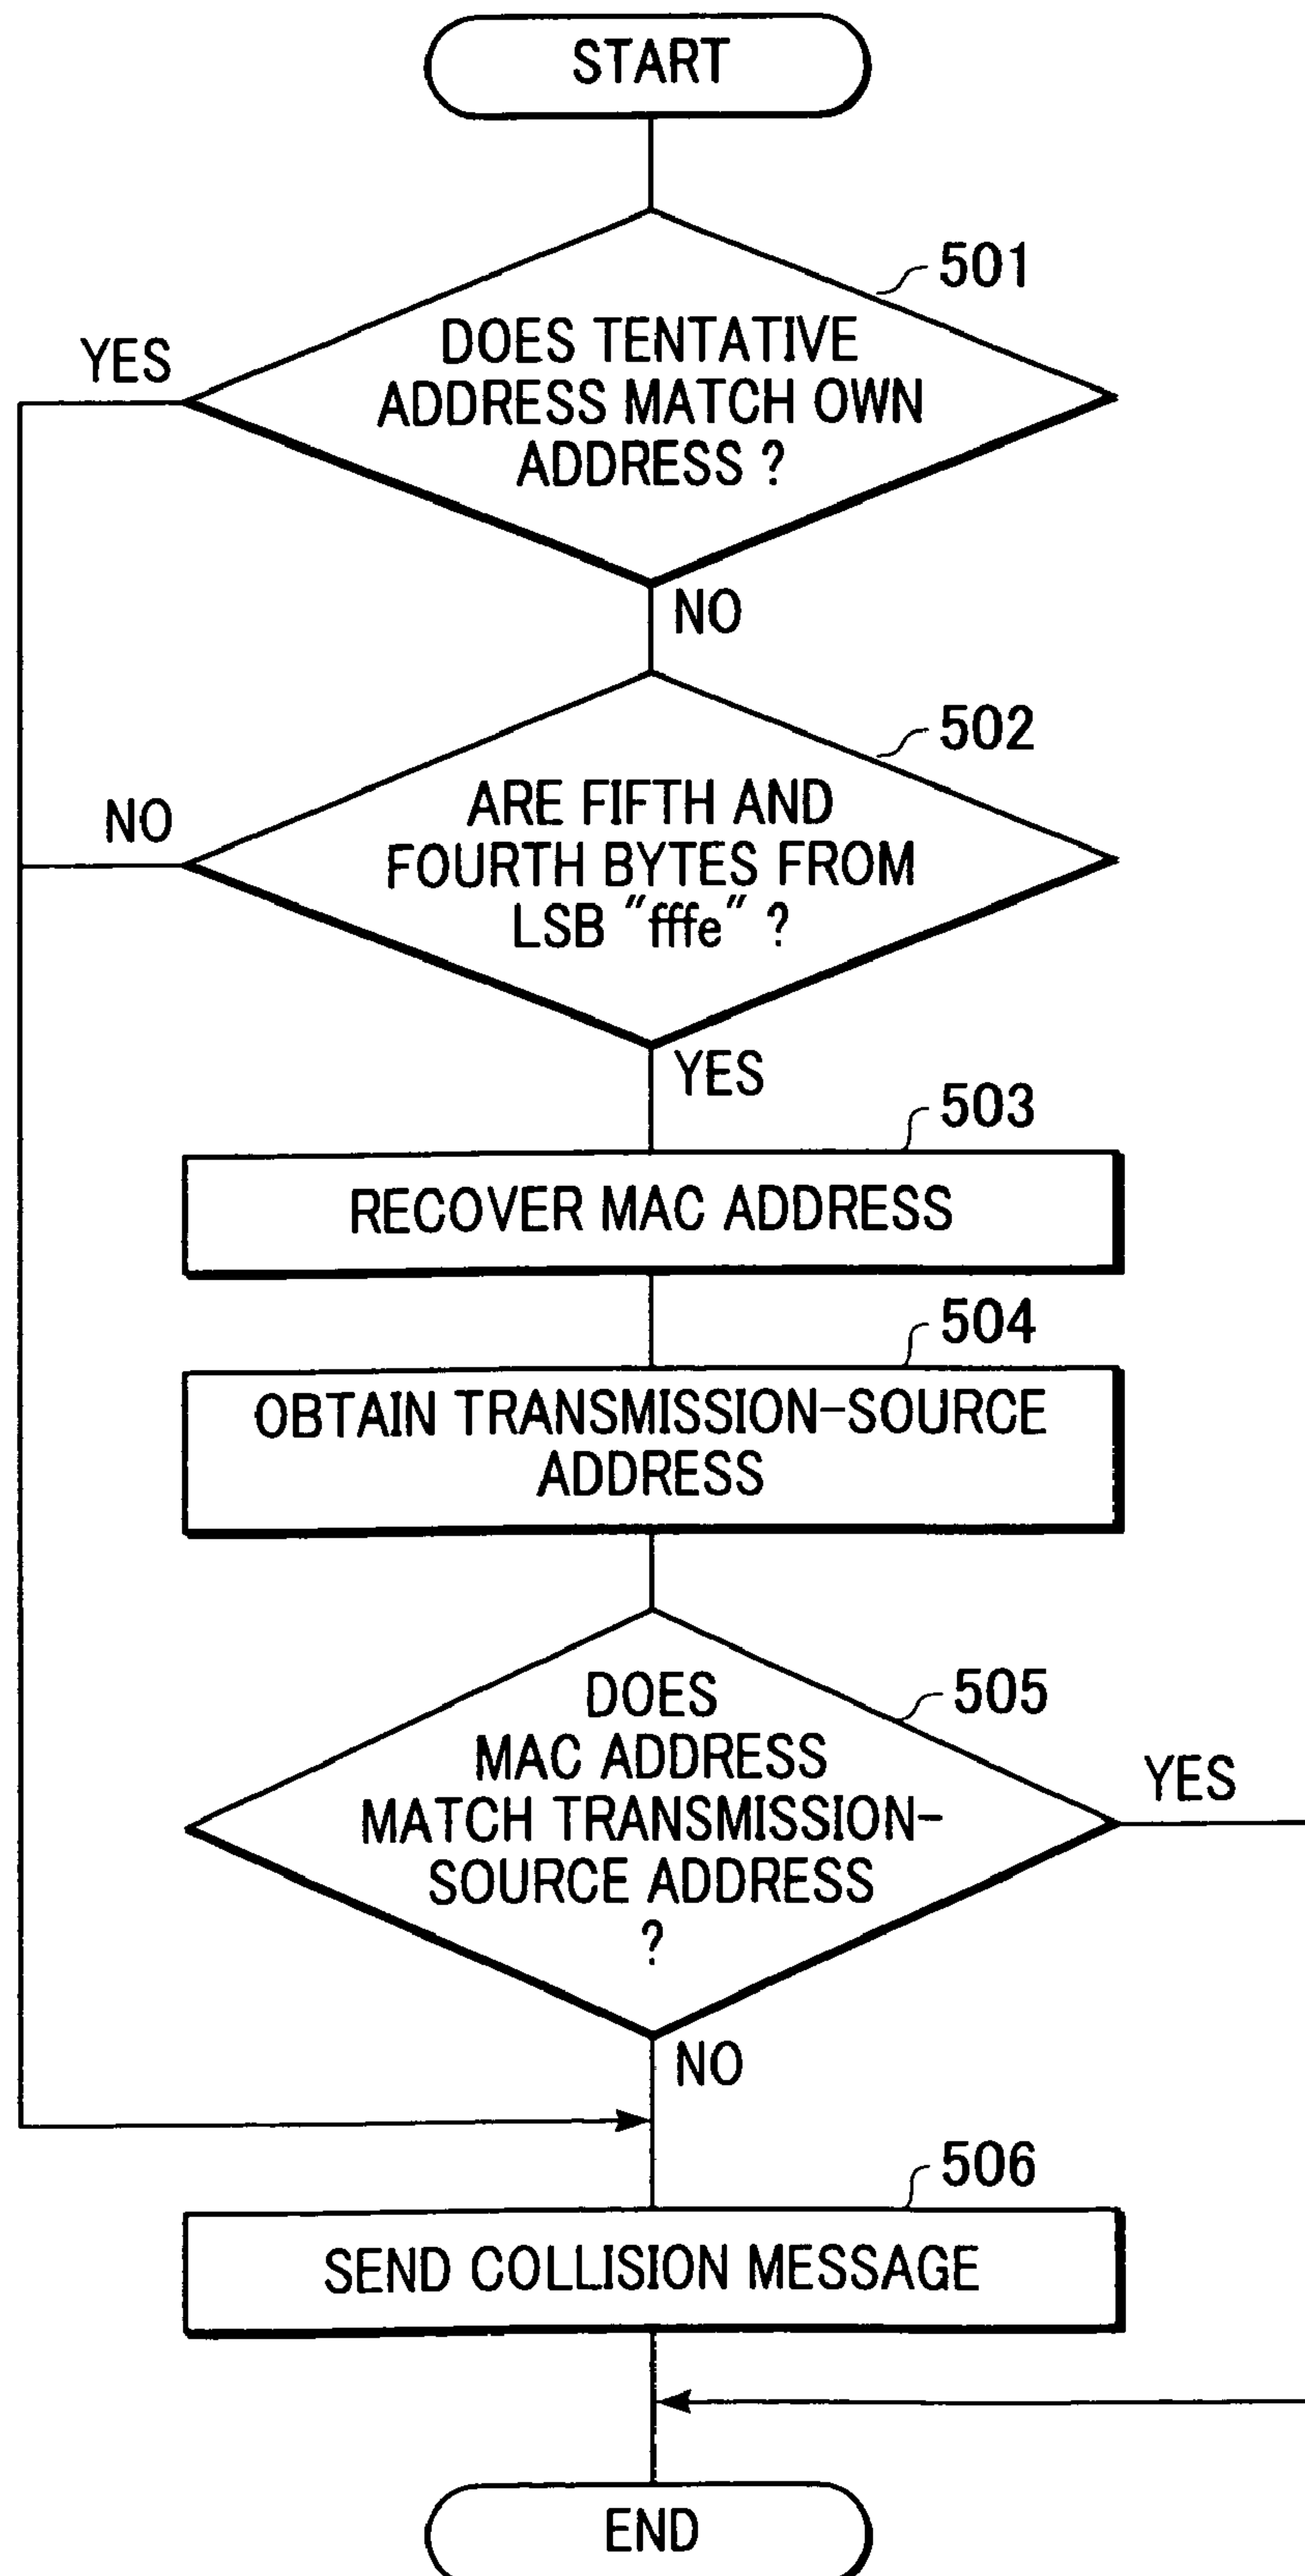 START
501
YES
DOES TENTATIVE
ADDRESS MATCH OWN
ADDRESS ?
NO
502
NO
ARE FIFTH AND
FOURTH BYTES FROM
LSB "fffe" ?
YES
503
RECOVER MAC ADDRESS
504
OBTAIN TRANSMISSION-SOURCE
ADDRESS
505
DOES
MAC ADDRESS
MATCH TRANSMISSION-
SOURCE ADDRESS
?
YES
NO
506
SEND COLLISION MESSAGE
END